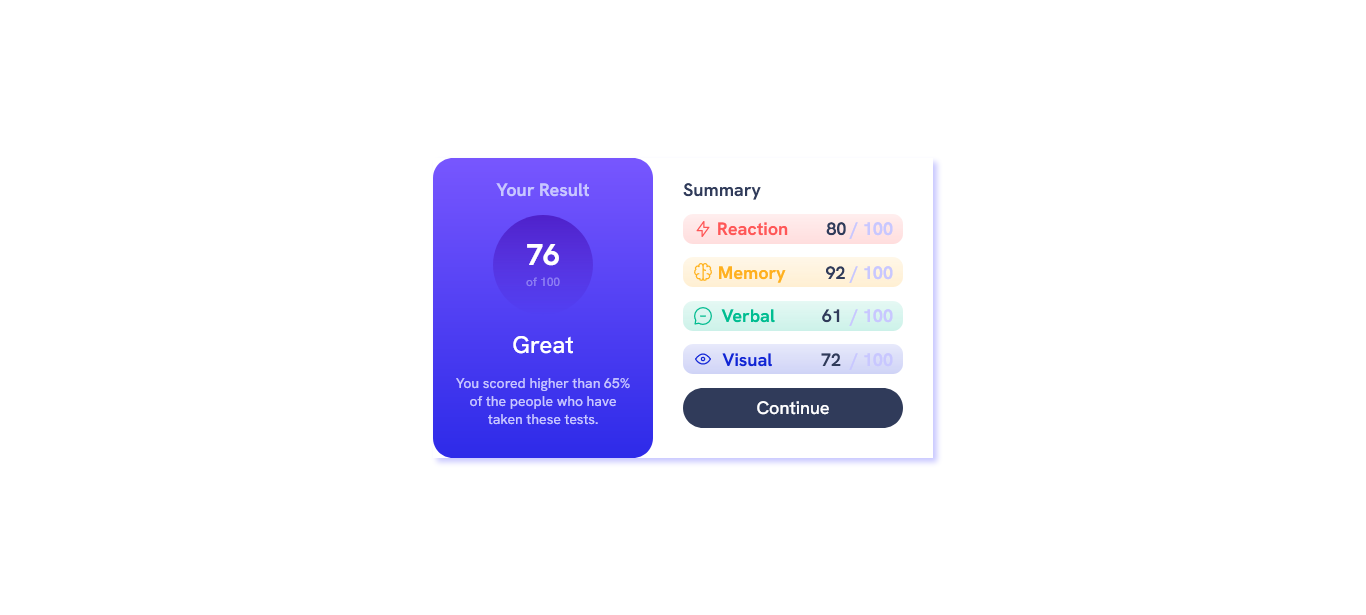 Your Result
76
of 100
Great
You scored higher than 65%
of the people who have
taken these tests.
Summary
Reaction 80 / 100
Memory 92 / 100
Verbal 61 / 100
Visual 72 / 100
Continue